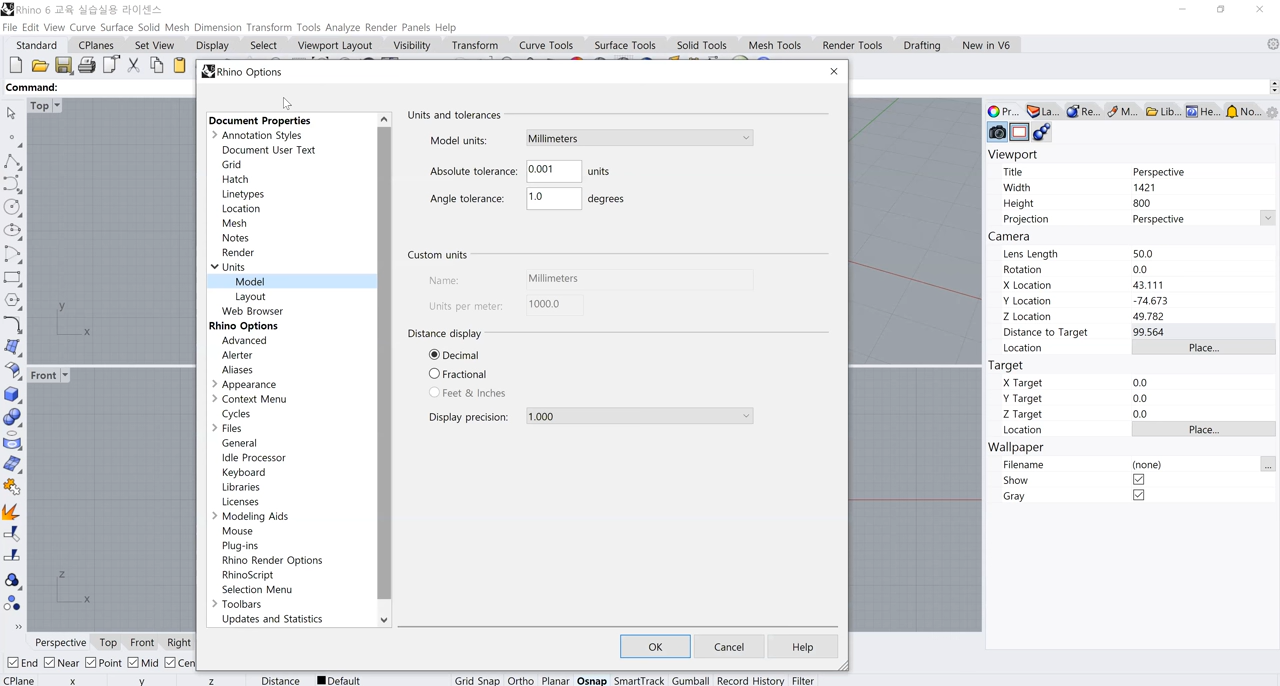 Rhino 6 교육 실습실용 라이센스
File Edit View Curve Surface Solid Mesh Dimension Transform Tools Analyze Render Panels Help
Standard CPlanes Set View Display Select Viewport Layout Visibility Transform Curve Tools Surface Tools Solid Tools Mesh Tools Render Tools Drafting New in V6
Command:
Rhino Options
Document Properties
Annotation Styles
Document User Text
Grid
Hatch
Linetypes
Location
Mesh
Notes
Render
Units
Model
Layout
Web Browser
Rhino Options
Advanced
Alerter
Aliases
Appearance
Context Menu
Cycles
Files
General
Idle Processor
Keyboard
Libraries
Licenses
Modeling Aids
Mouse
Plug-ins
Rhino Render Options
RhinoScript
Selection Menu
Toolbars
Updates and Statistics
Units and tolerances
Model units: Millimeters
Absolute tolerance: 0.001 units
Angle tolerance: 1.0 degrees
Custom units
Name: Millimeters
Units per meter: 1000.0
Distance display
Decimal
Fractional
Feet & Inches
Display precision: 1.000
OK Cancel Help
Top
y
x
Front
z
x
Pr... La... Re... M... Lib... He... No...
Viewport
Title Perspective
Width 1421
Height 800
Projection Perspective
Camera
Lens Length 50.0
Rotation 0.0
X Location 43.111
Y Location -74.673
Z Location 49.782
Distance to Target 99.564
Location Place...
Target
X Target 0.0
Y Target 0.0
Z Target 0.0
Location Place...
Wallpaper
Filename (none) ...
Show
Gray
Perspective Top Front Right
End Near Point Mid Cen
CPlane x y z Distance Default Grid Snap Ortho Planar Osnap SmartTrack Gumball Record History Filter